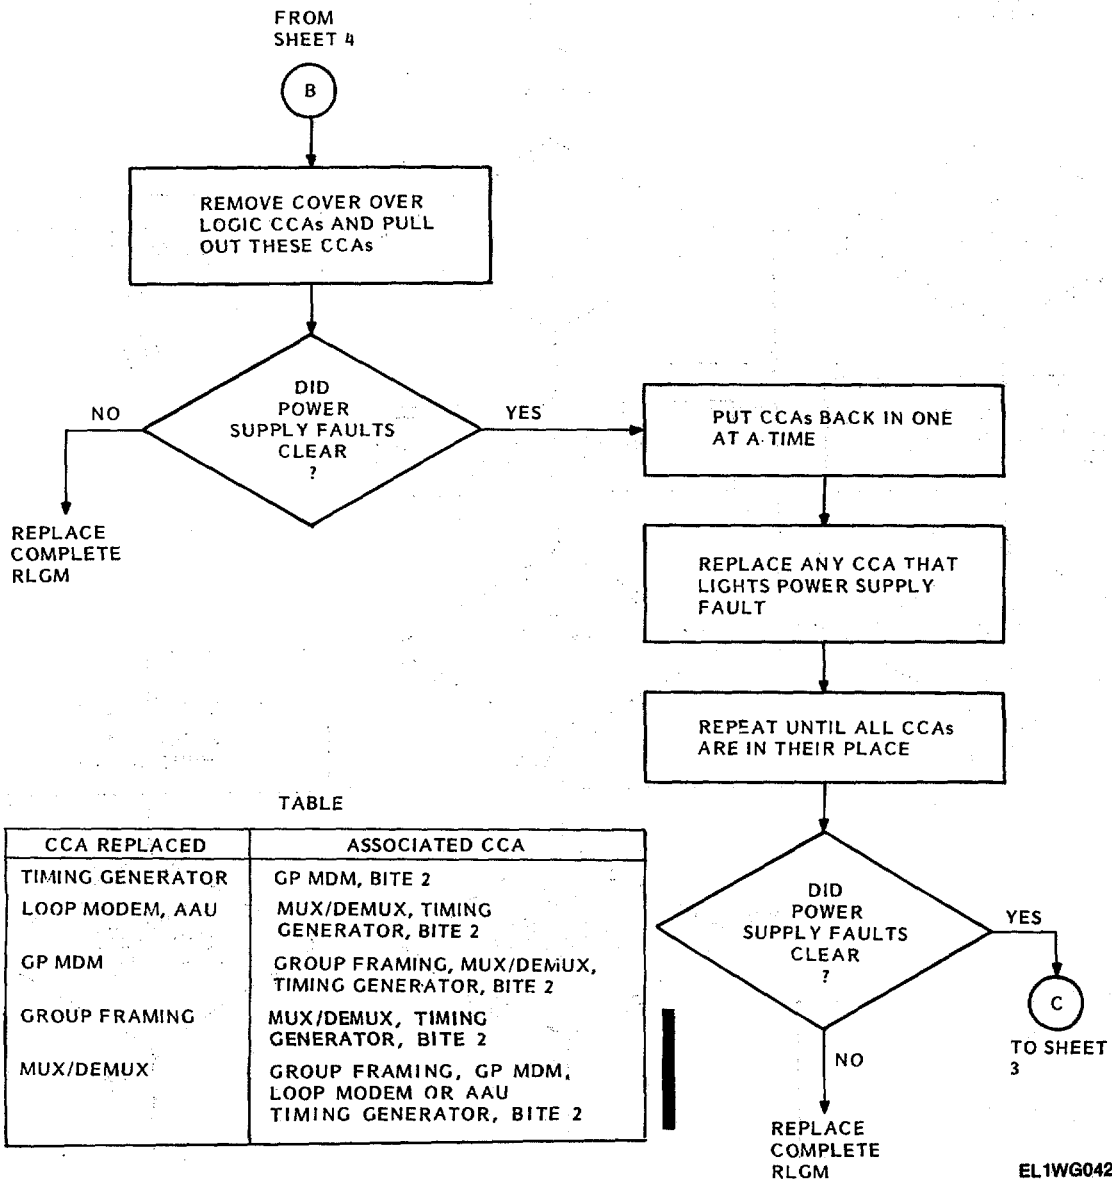 FROM
SHEET 4
B
REMOVE COVER OVER
LOGIC CCAs AND PULL
OUT THESE CCAs
DID
POWER
SUPPLY FAULTS
CLEAR
?
NO
YES
REPLACE
COMPLETE
RLGM
PUT CCAs BACK IN ONE
AT A TIME
REPLACE ANY CCA THAT
LIGHTS POWER SUPPLY
FAULT
REPEAT UNTIL ALL CCAs
ARE IN THEIR PLACE
DID
POWER
SUPPLY FAULTS
CLEAR
?
YES
C
TO SHEET
3
NO
REPLACE
COMPLETE
RLGM
TABLE
CCA REPLACED ASSOCIATED CCA
TIMING GENERATOR GP MDM, BITE 2
LOOP MODEM, AAU MUX/DEMUX, TIMING
GENERATOR, BITE 2
GP MDM GROUP FRAMING, MUX/DEMUX,
TIMING GENERATOR, BITE 2
GROUP FRAMING MUX/DEMUX, TIMING
GENERATOR, BITE 2
MUX/DEMUX GROUP FRAMING, GP MDM,
LOOP MODEM OR AAU
TIMING GENERATOR, BITE 2
EL1WG042